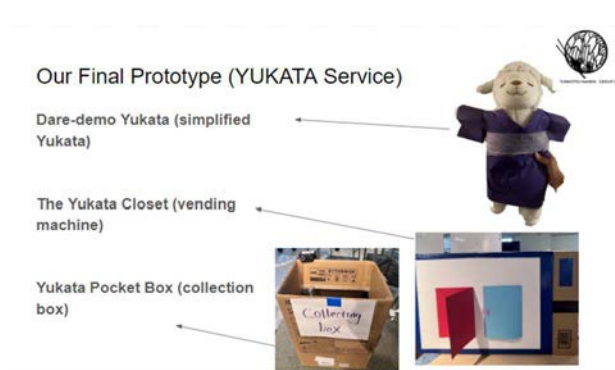 Our Final Prototype (YUKATA Service)
Dare-demo Yukata (simplified
Yukata)
The Yukata Closet (vending
machine)
Yukata Pocket Box (collection
box)
Collecting
box